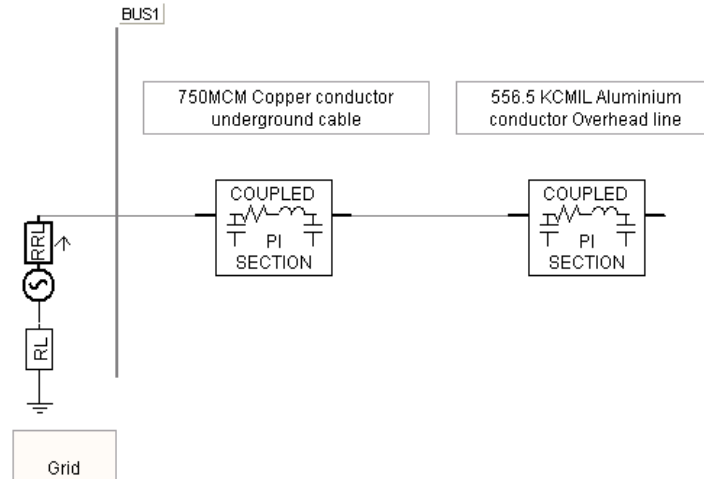 BUS1
750MCM Copper conductor
underground cable
556.5 KCMIL Aluminium
conductor Overhead line
COUPLED
PI
SECTION
COUPLED
PI
SECTION
RRL
RL
Grid